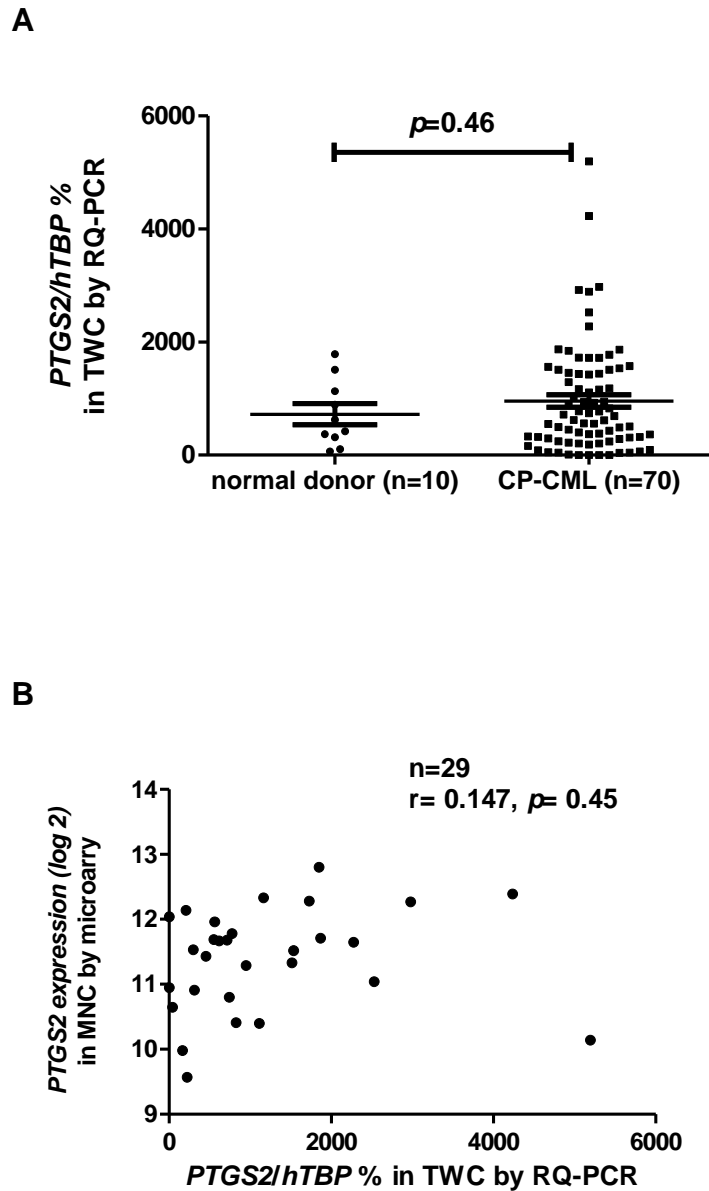 A
6000
4000
2000
0
PTGS2/hTBP %
in TWC by RQ-PCR
p=0.46
normal donor (n=10)
CP-CML (n=70)
B
n=29
r= 0.147, p= 0.45
14
13
12
11
10
9
PTGS2 expression (log 2)
in MNC by microarry
0
2000
4000
6000
PTGS2/hTBP % in TWC by RQ-PCR